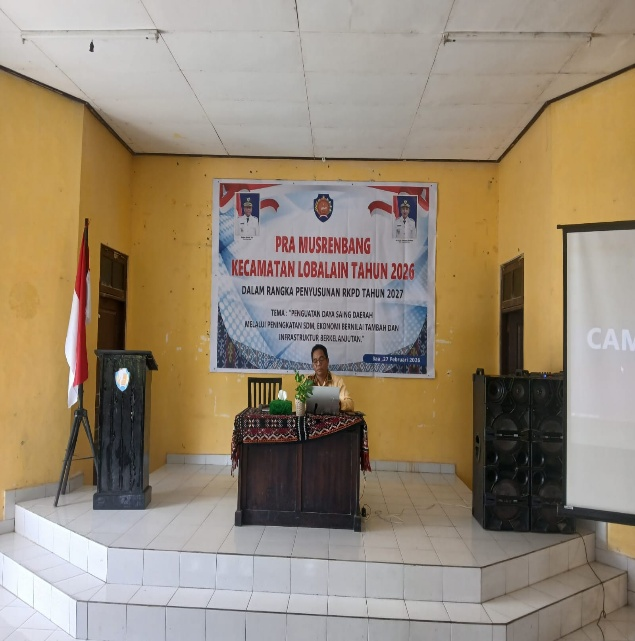 PRA MUSRENBANG
KECAMATAN LOBALAIN TAHUN 2026
DALAM RANGKA PENYUSUNAN RKPD TAHUN 2027
TEMA : "PENGUATAN DAYA SAING DAERAH
MELALUI PENINGKATAN SDM, EKONOMI BERNILAI TAMBAH DAN
INFRASTRUKTUR BERKELANJUTAN."
Baa ,27 Februari 2026
CAM